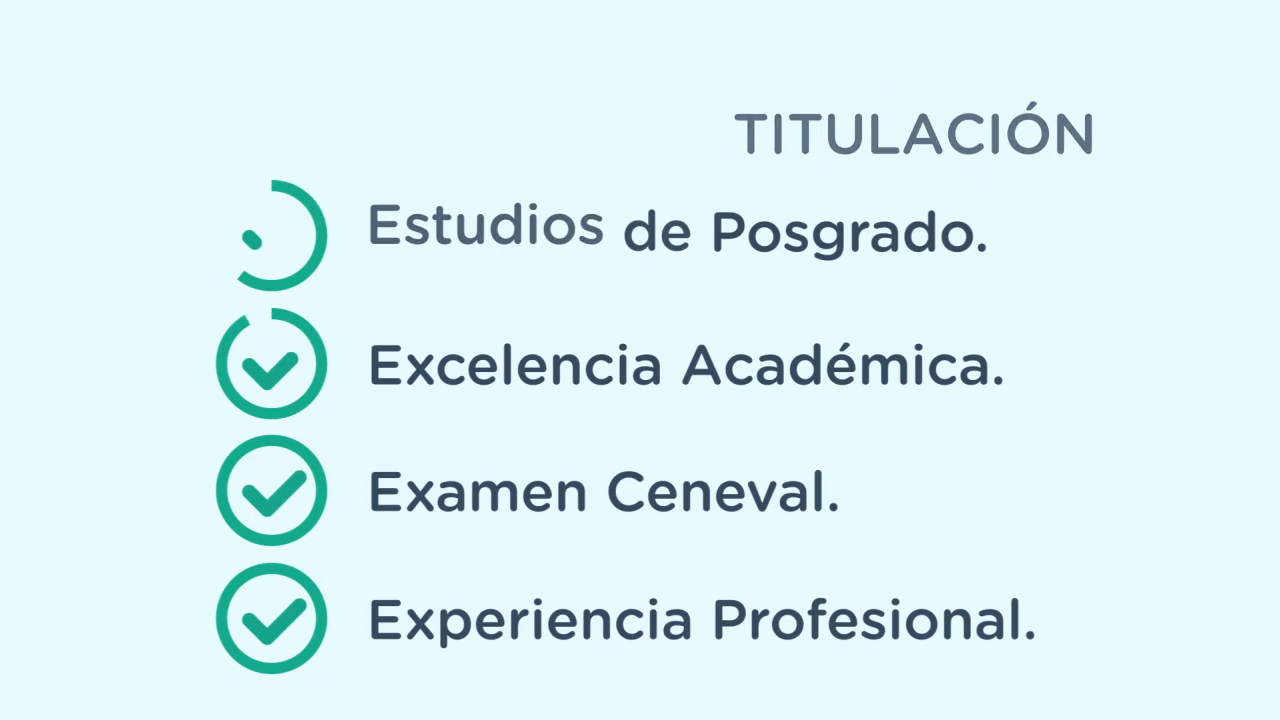 TITULACIÓN
Estudios de Posgrado.
Excelencia Académica.
Examen Ceneval.
Experiencia Profesional.